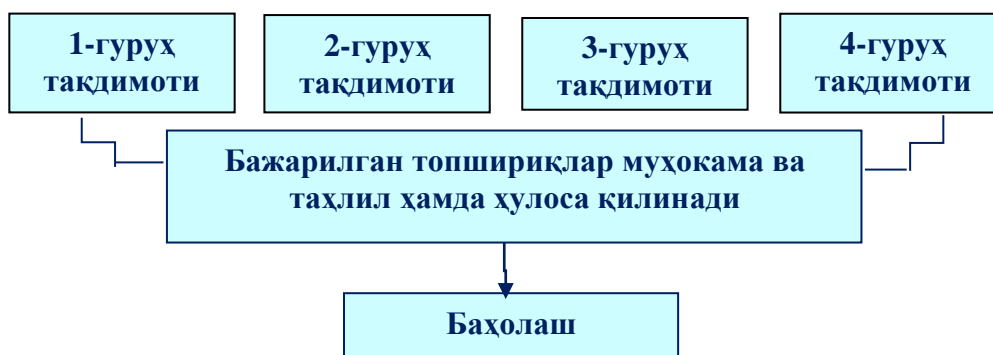 1-гуруҳ
тақдимоти
2-гуруҳ
тақдимоти
3-гуруҳ
тақдимоти
4-гуруҳ
тақдимоти
Бажарилган топшириқлар муҳокама ва
таҳлил ҳамда ҳулоса қилинади
Баҳолаш